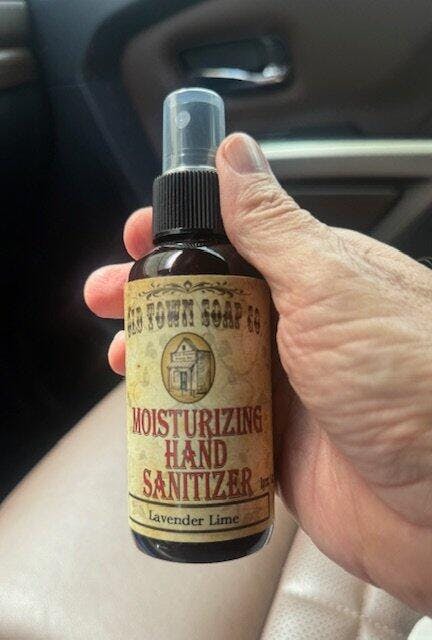 OLD TOWN SOAP CO
MOISTURIZING
HAND
SANITIZER
Lavender Lime